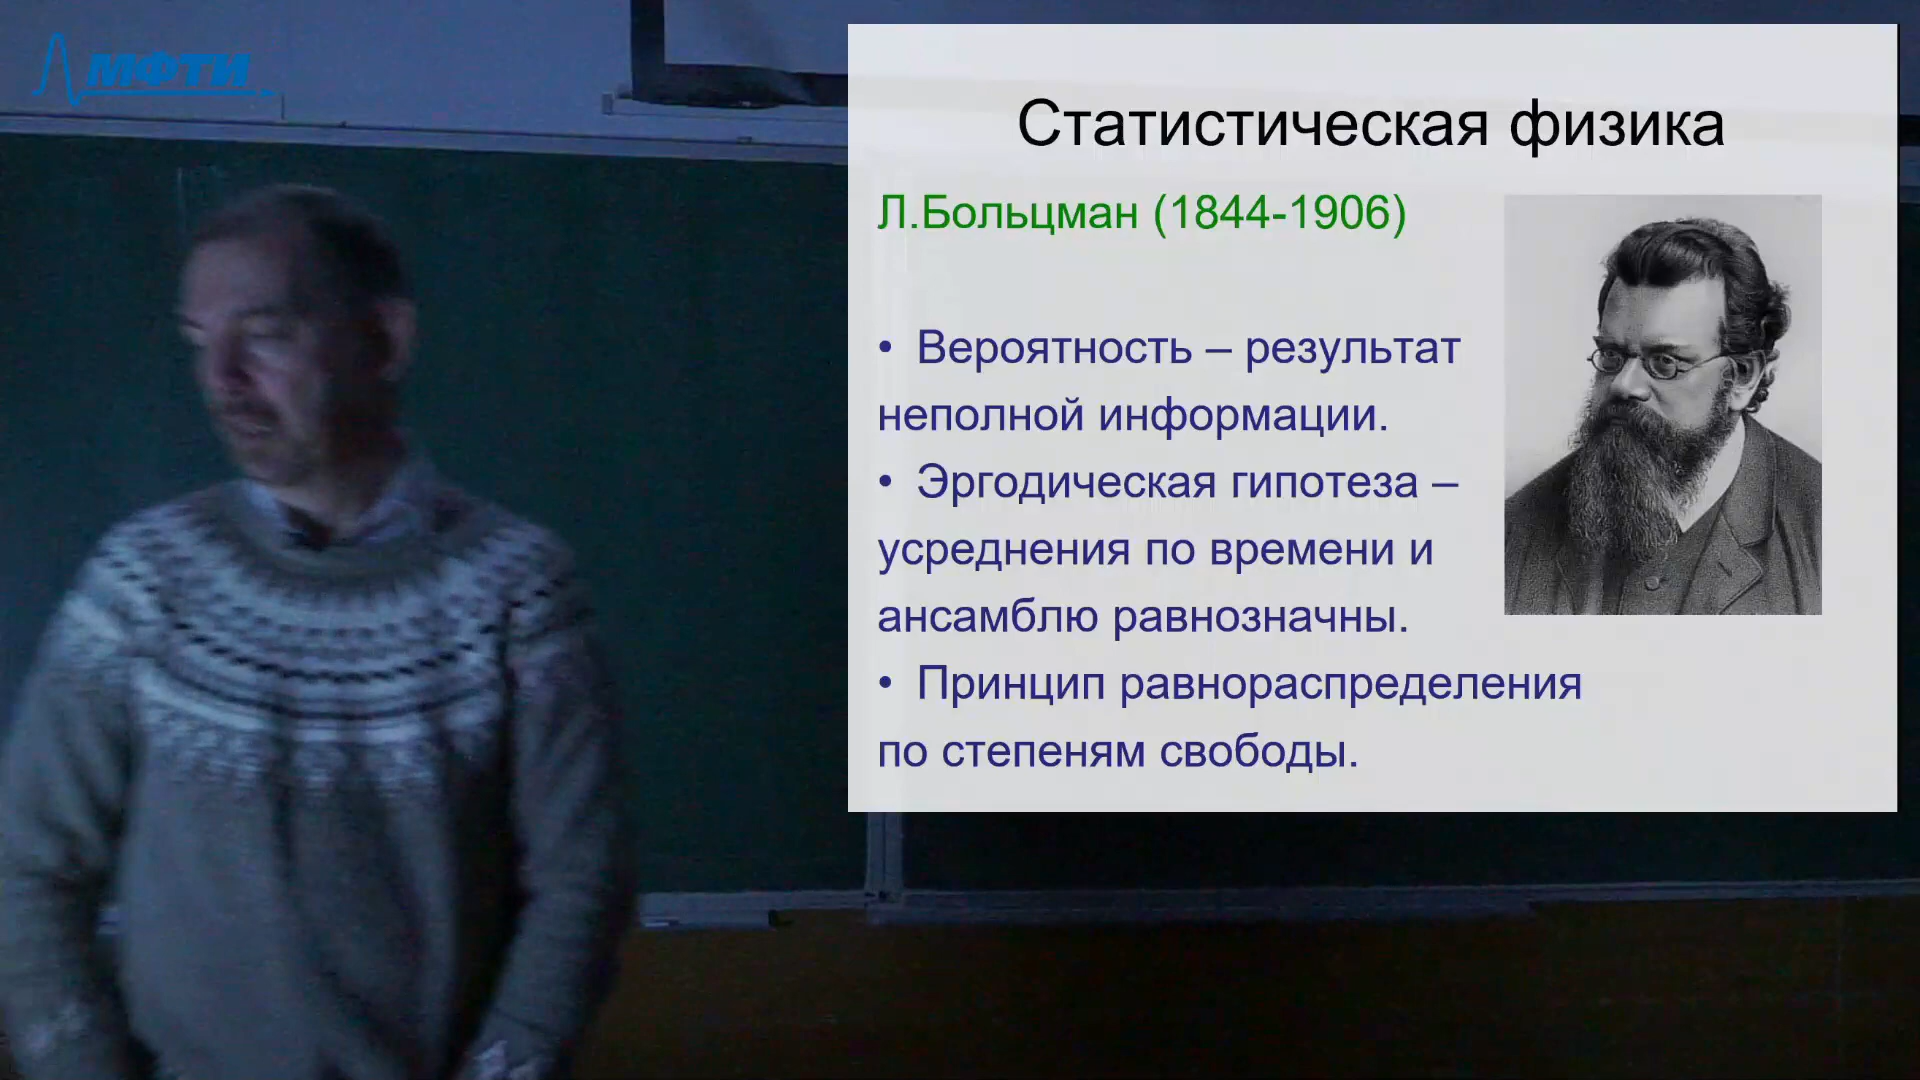 МФТИ
Статистическая физика
Л.Больцман (1844-1906)
• Вероятность – результат
неполной информации.
• Эргодическая гипотеза –
усреднения по времени и
ансамблю равнозначны.
• Принцип равнораспределения
по степеням свободы.